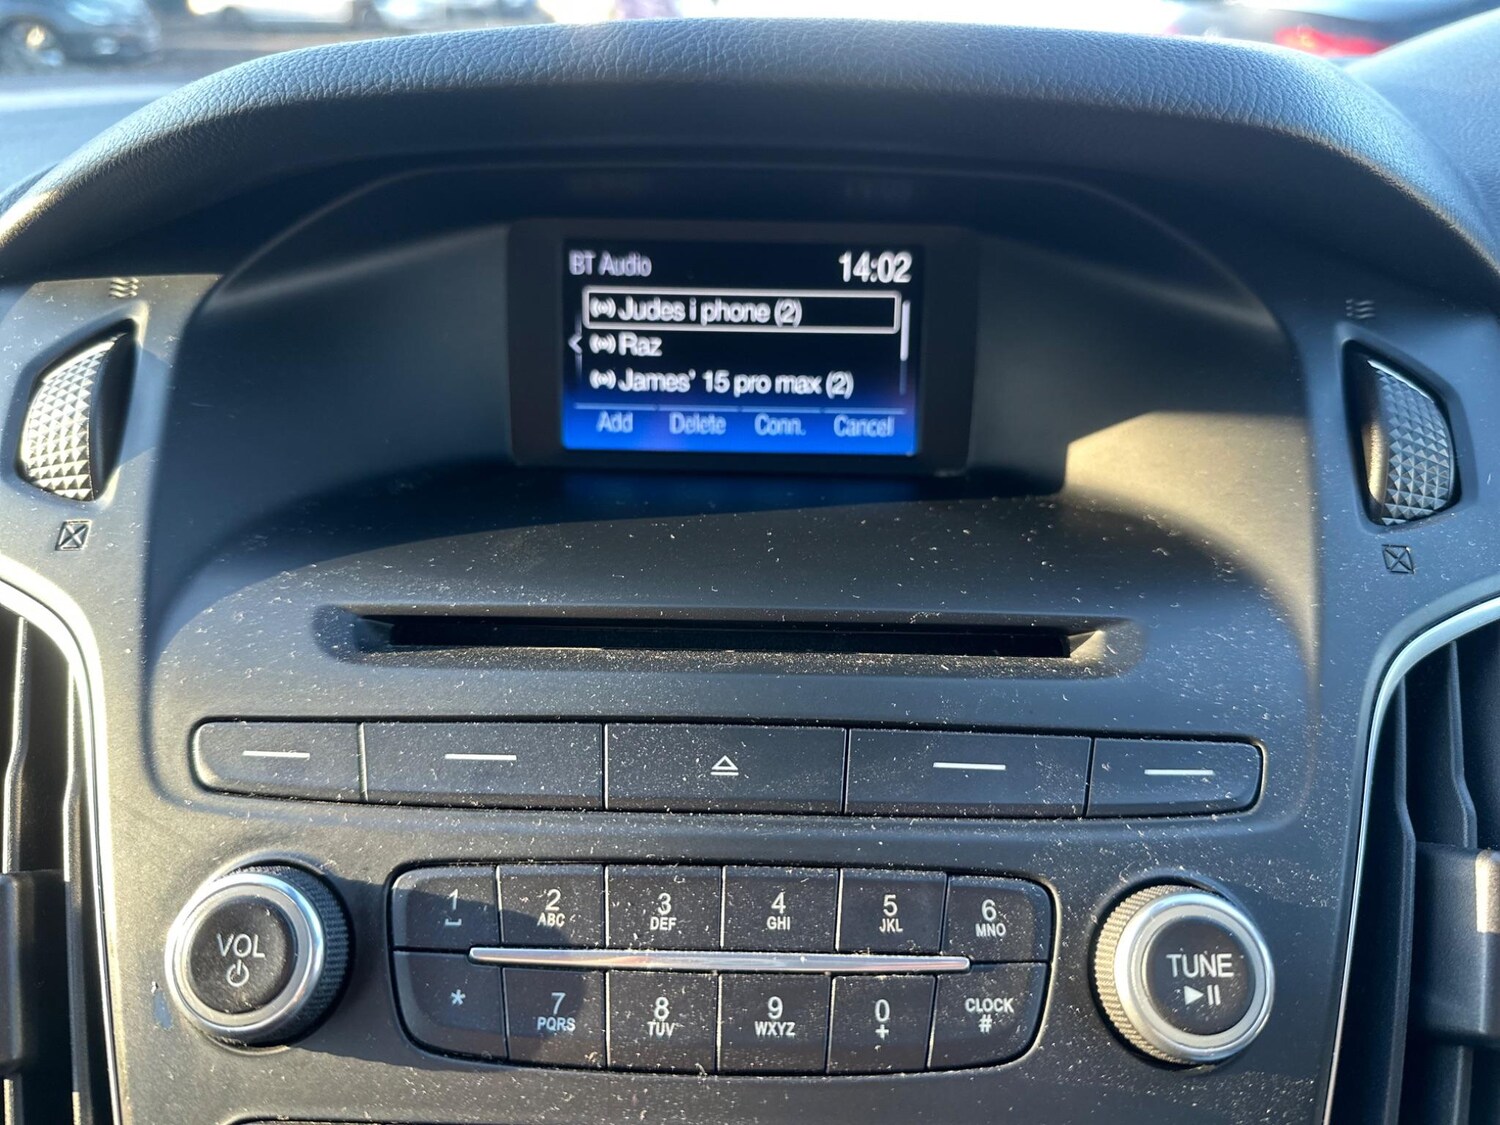 BT Audio 14:02
Judes i phone (2)
Raz
James' 15 pro max (2)
Add Delete Conn. Cancel
1 2 3 4 5 6
ABC DEF GHI JKL MNO
VOL
TUNE
* 7 8 9 0 CLOCK
PQRS TUV WXYZ + #